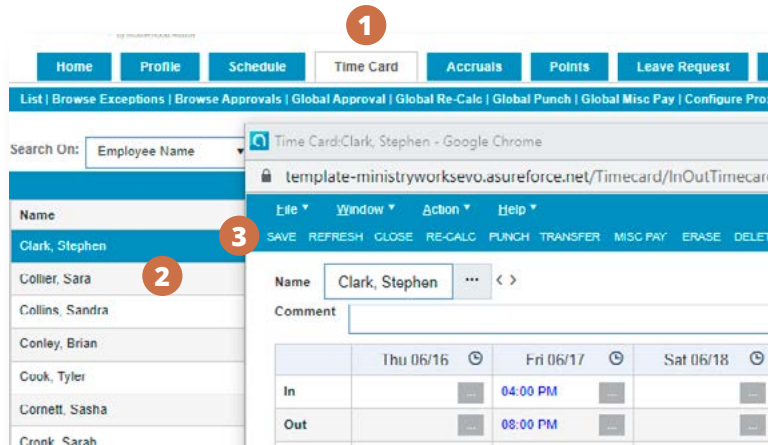 1
Home Profile Schedule Time Card Accruals Points Leave Request
List | Browse Exceptions | Browse Approvals | Global Approval | Global Re-Calc | Global Punch | Global Misc Pay | Configure Pro
Search On: Employee Name
Time Card:Clark, Stephen - Google Chrome
template-ministryworksevo.asureforce.net/Timecard/InOutTimecard
File Window Action Help
Name
3 SAVE REFRESH CLOSE RE-CALC PUNCH TRANSFER MISC PAY ERASE DELET
Clark, Stephen
Collier, Sara 2
Name Clark, Stephen ... < >
Collins, Sandra
Comment
Conley, Brian
Thu 06/16 Fri 06/17 Sat 06/18
Cook, Tyler
In ... 04:00 PM ... ...
Cornett, Sasha
Out ... 08:00 PM ... ...
Cronk, Sarah